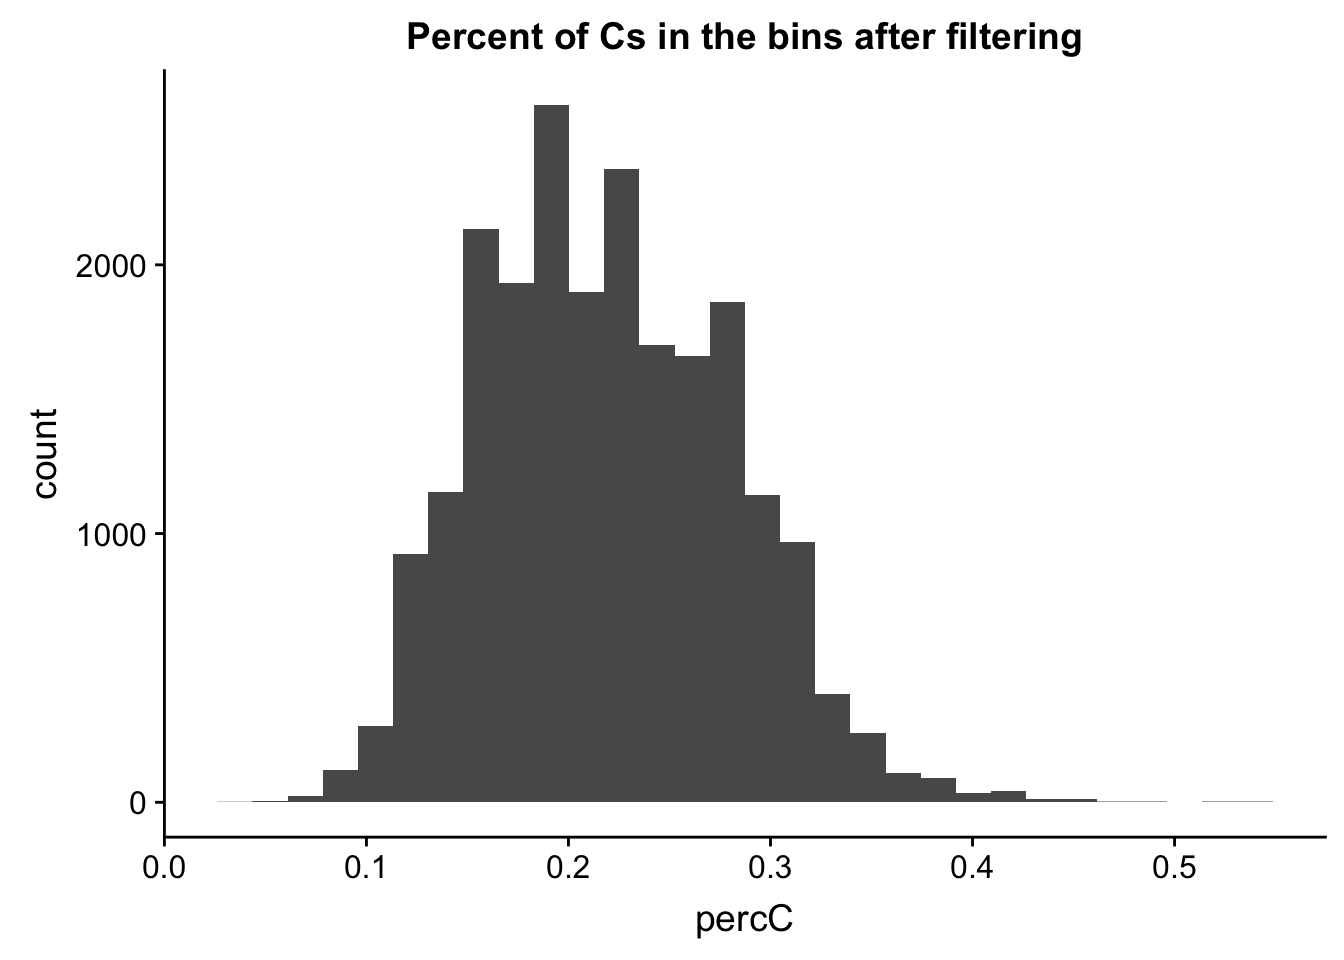 Percent of Cs in the bins after filtering
count
2000
1000
0
0.0 0.1 0.2 0.3 0.4 0.5
percC